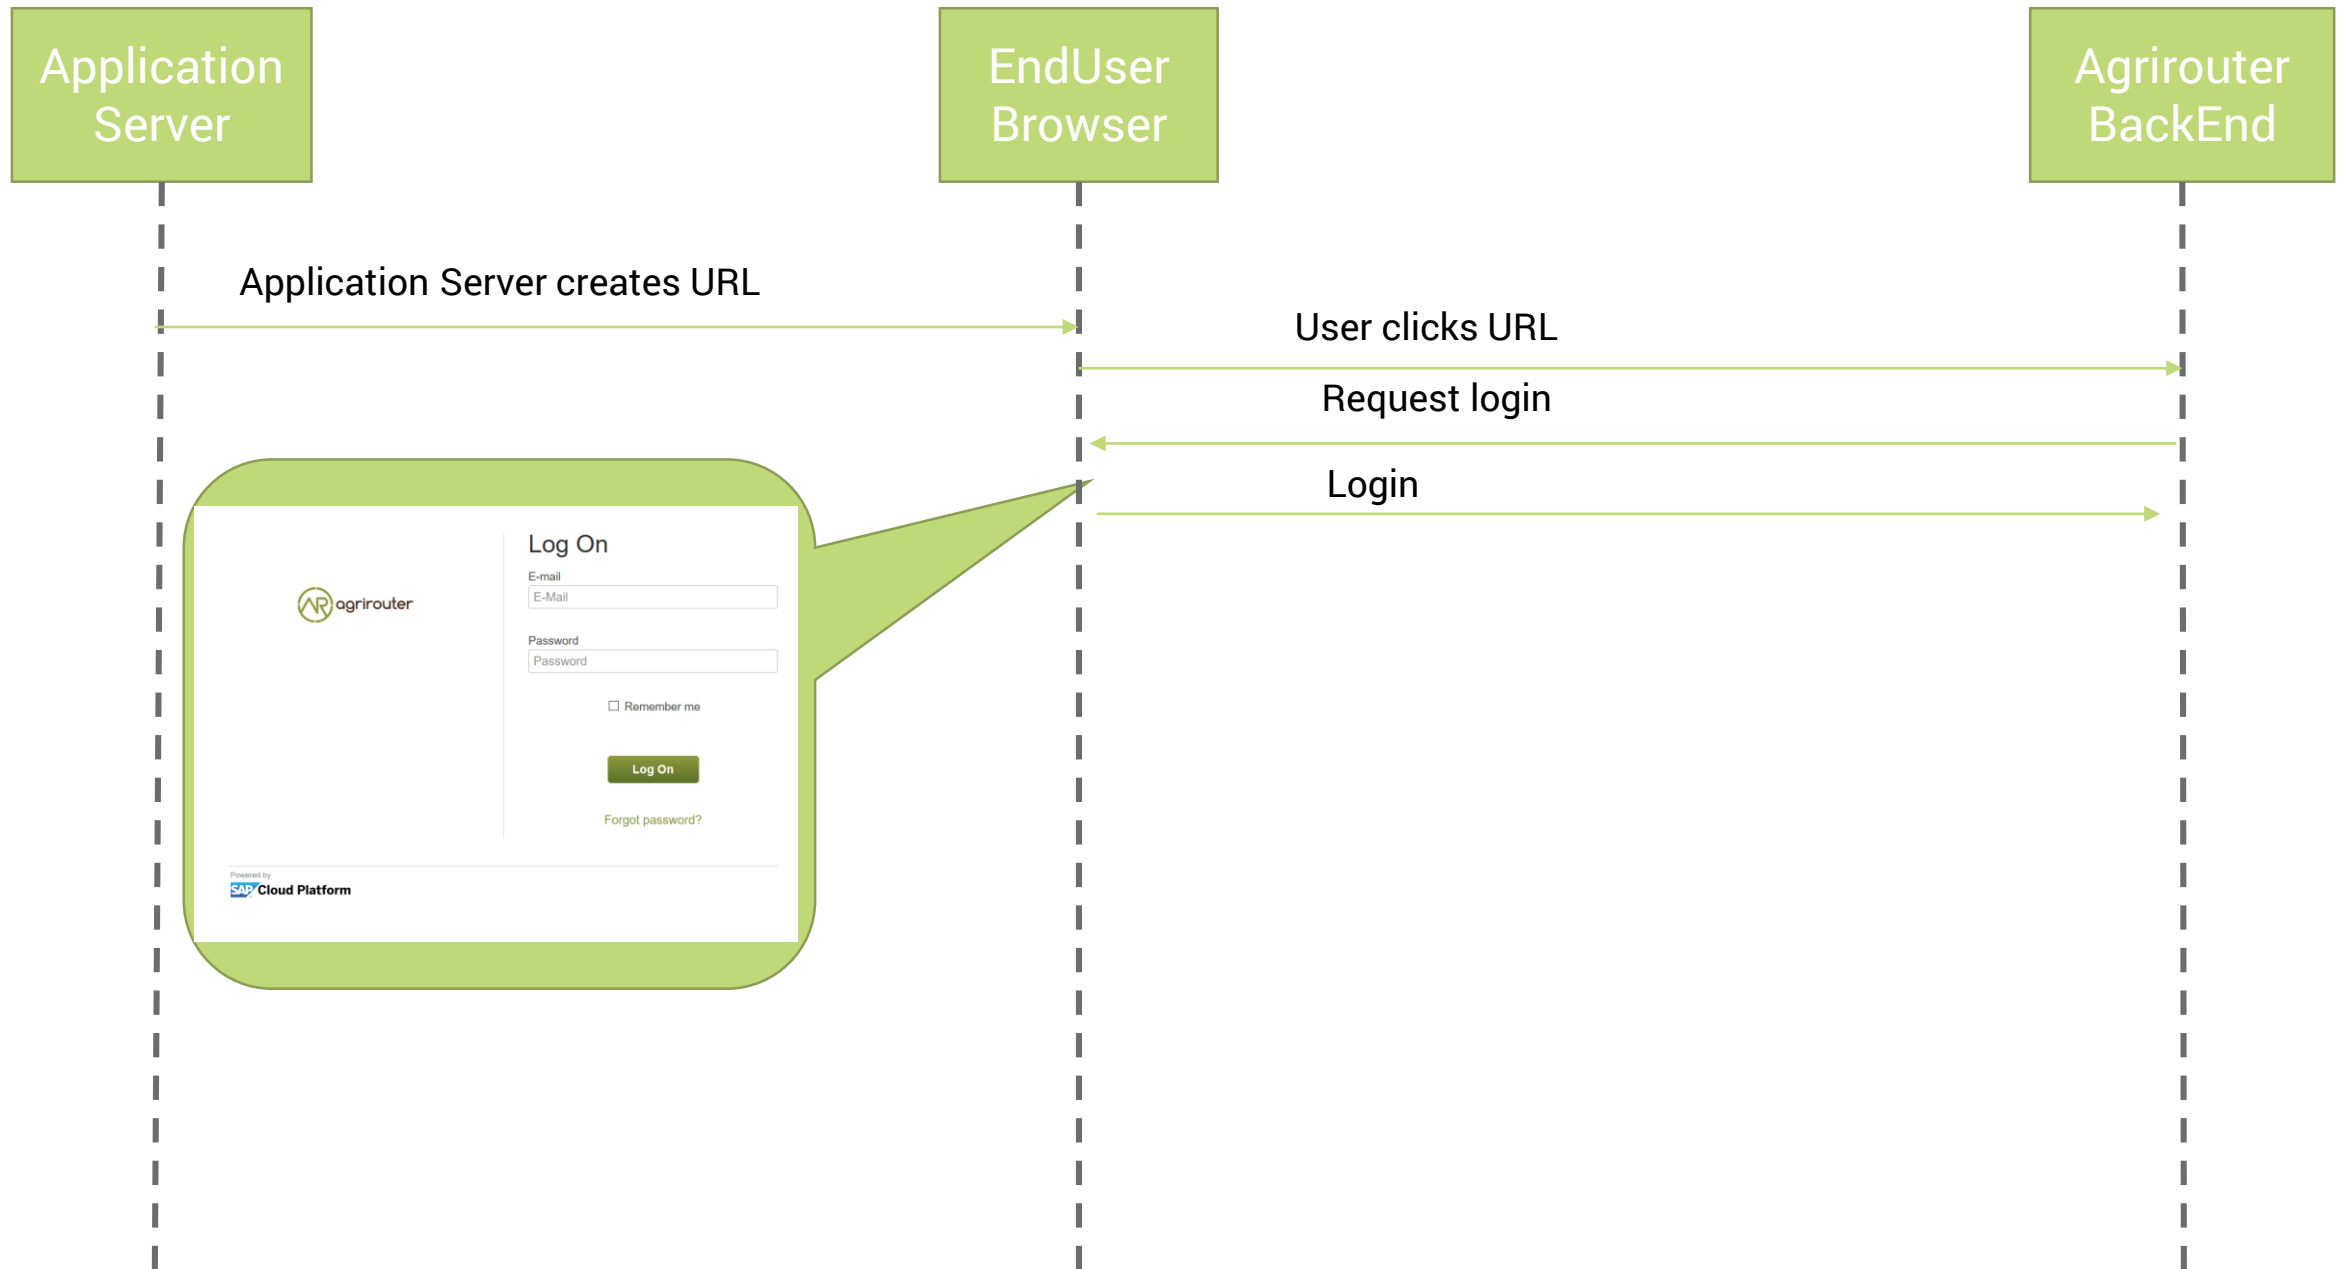 Application
Server
EndUser
Browser
Agrirouter
BackEnd
Application Server creates URL
User clicks URL
Request login
Login
Log On
E-mail
E-Mail
AR agrirouter
Password
Password
Remember me
Log On
Forgot password?
Powered by
SAP Cloud Platform